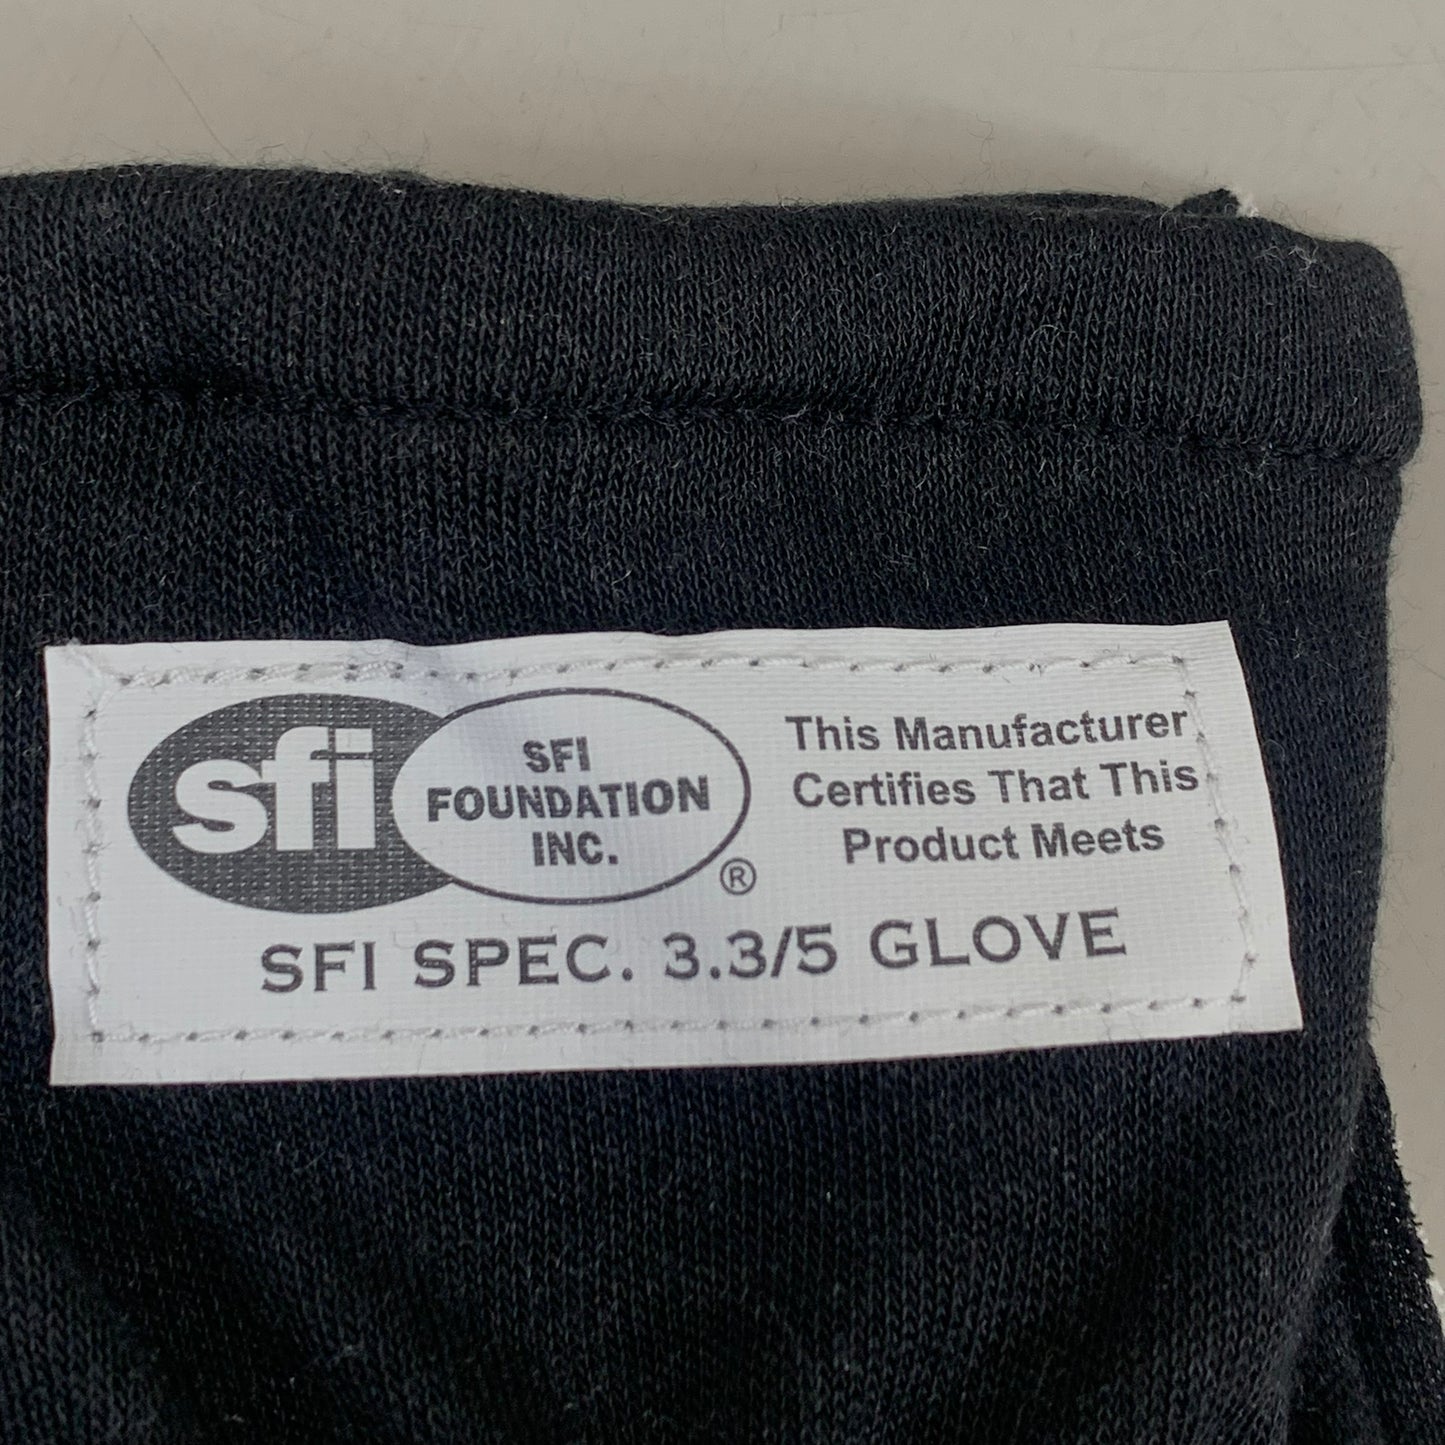 sfi
SFI
FOUNDATION
INC.
®
This Manufacturer
Certifies That This
Product Meets
SFI SPEC. 3.3/5 GLOVE